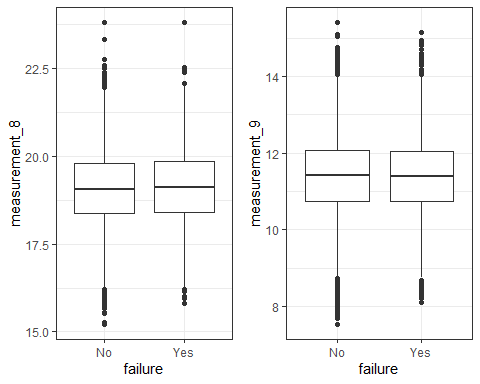 measurement_8
22.5
20.0
17.5
15.0
No Yes
failure
measurement_9
14
12
10
8
No Yes
failure